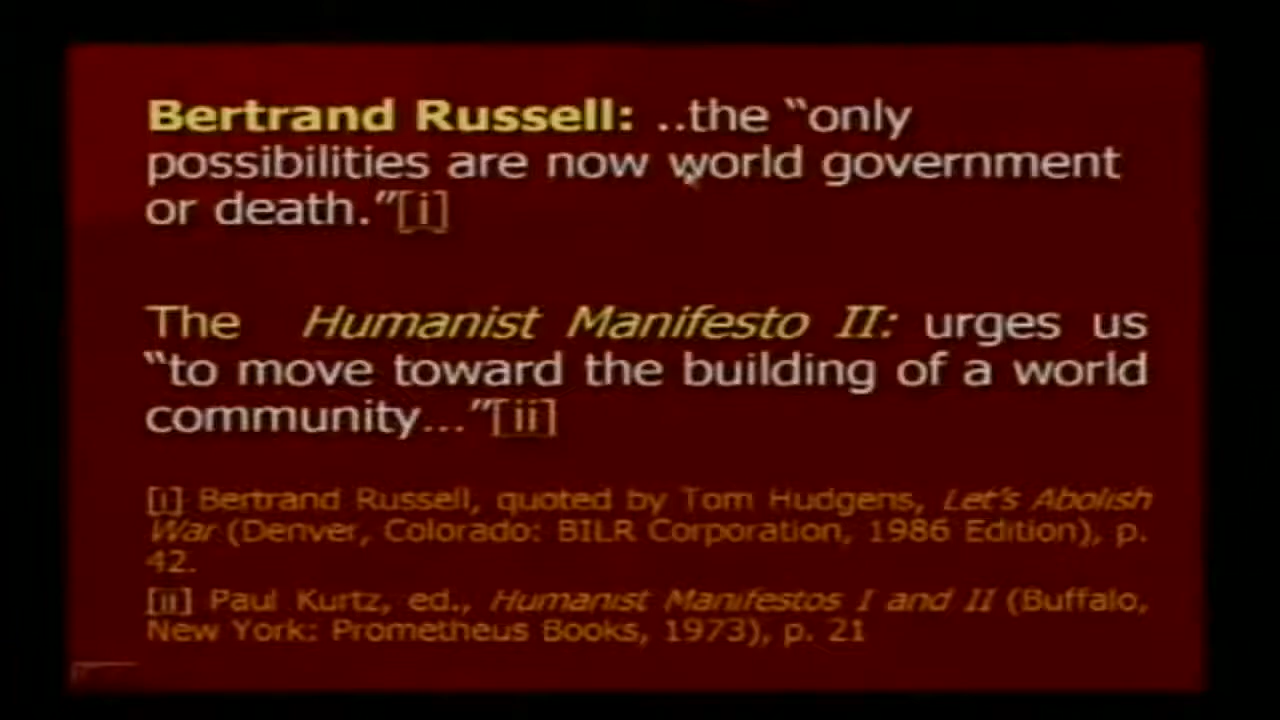 Bertrand Russell: ..the “only
possibilities are now world government
or death.”[i]
The Humanist Manifesto II: urges us
“to move toward the building of a world
community...”[ii]
[i] Bertrand Russell, quoted by Tom Hudgens, Let's Abolish
War (Denver, Colorado: BILR Corporation, 1986 Edition), p.
42.
[ii] Paul Kurtz, ed., Humanist Manifestos I and II (Buffalo,
New York: Prometheus Books, 1973), p. 21